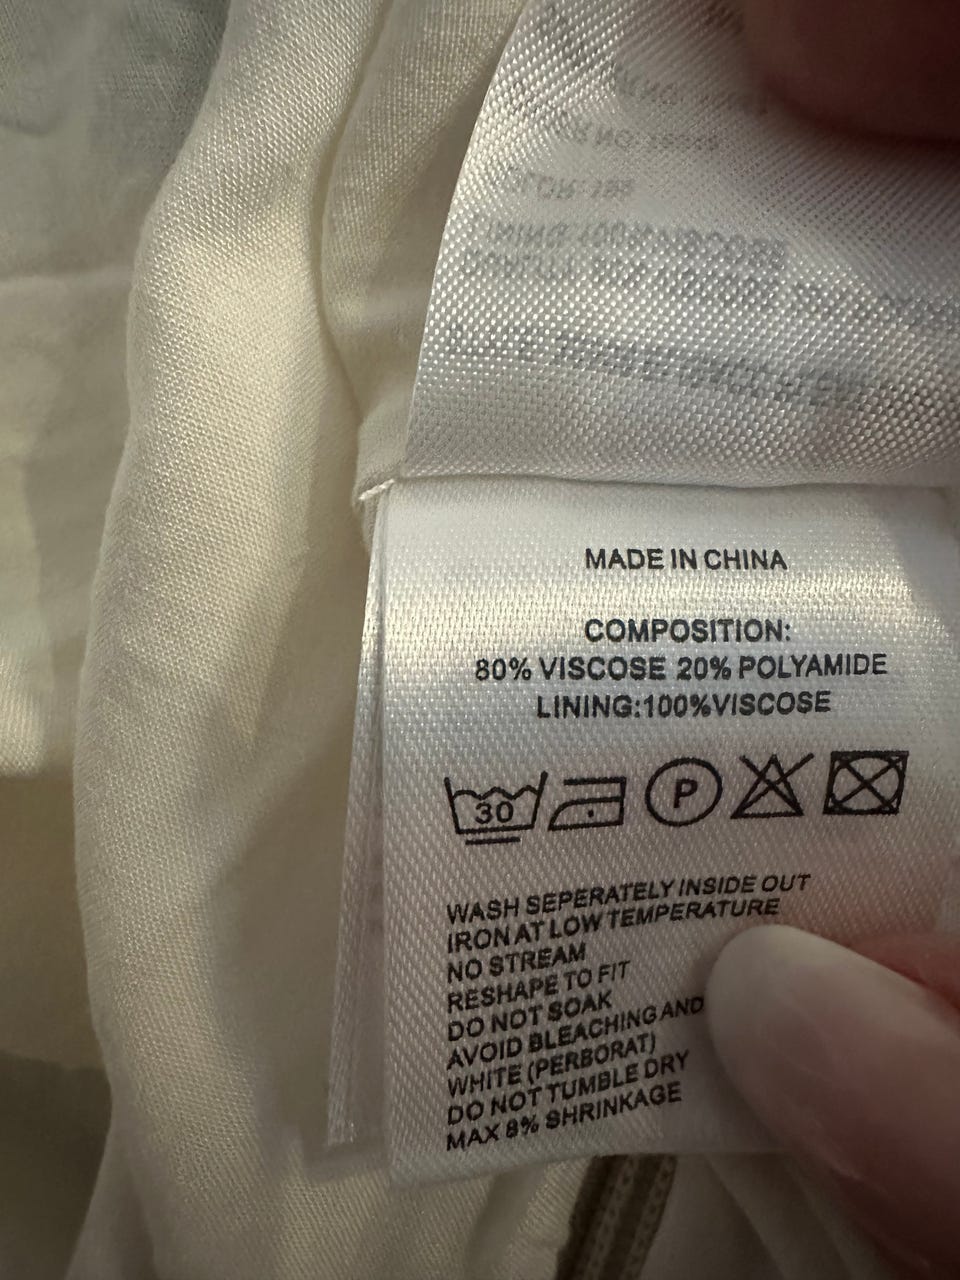 MADE IN CHINA
COMPOSITION:
80% VISCOSE 20% POLYAMIDE
LINING:100%VISCOSE
30 P
WASH SEPERATELY INSIDE OUT
IRON AT LOW TEMPERATURE
NO STREAM
RESHAPE TO FIT
DO NOT SOAK
AVOID BLEACHING AND
WHITE (PERBORAT)
DO NOT TUMBLE DRY
MAX 8% SHRINKAGE